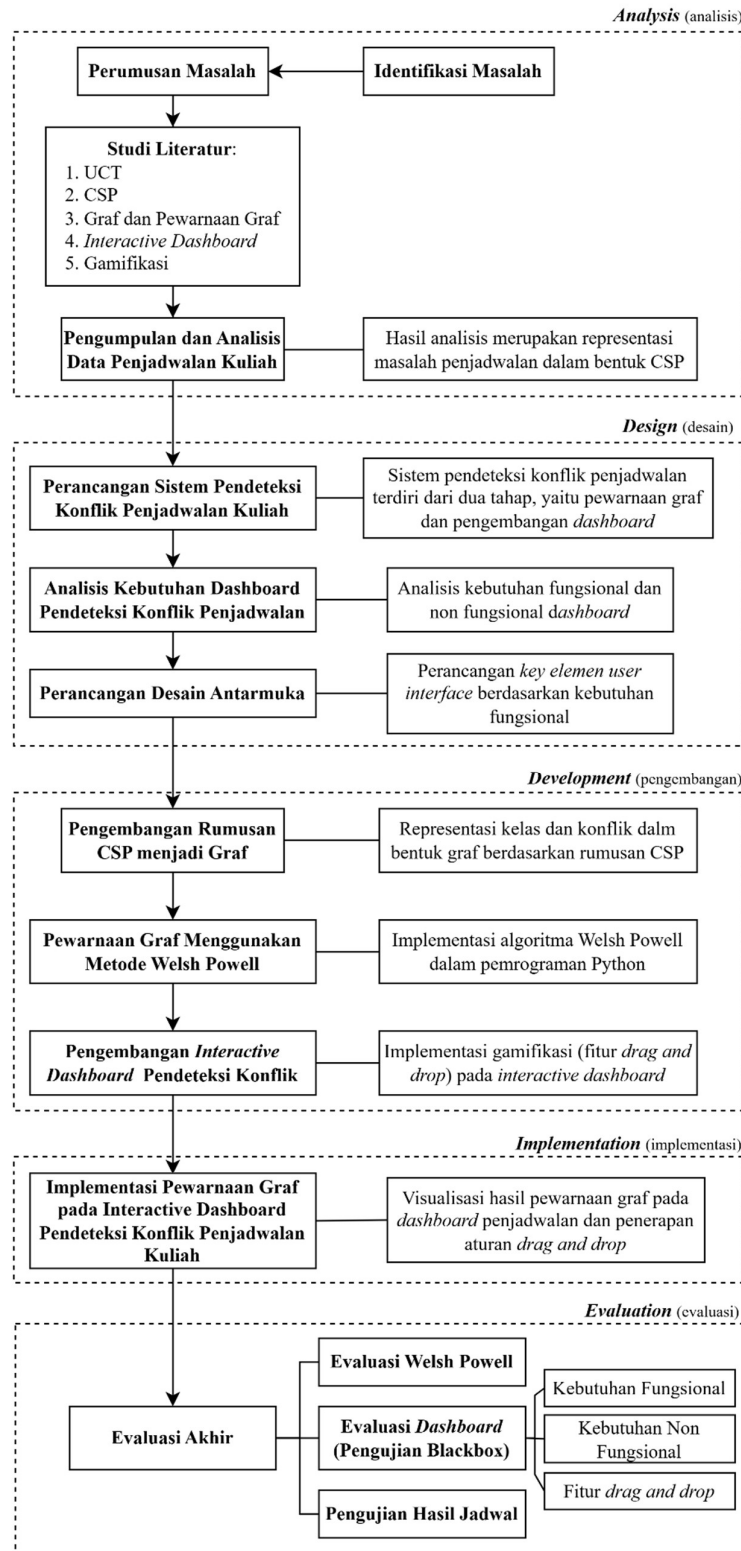 Analysis (analisis)
Perumusan Masalah
Identifikasi Masalah
Studi Literatur:
1. UCT
2. CSP
3. Graf dan Pewarnaan Graf
4. Interactive Dashboard
5. Gamifikasi
Pengumpulan dan Analisis
Data Penjadwalan Kuliah
Hasil analisis merupakan representasi
masalah penjadwalan dalam bentuk CSP
Design (desain)
Perancangan Sistem Pendeteksi
Konflik Penjadwalan Kuliah
Sistem pendeteksi konflik penjadwalan
terdiri dari dua tahap, yaitu pewarnaan graf
dan pengembangan dashboard
Analisis Kebutuhan Dashboard
Pendeteksi Konflik Penjadwalan
Analisis kebutuhan fungsional dan
non fungsional dashboard
Perancangan Desain Antarmuka
Perancangan key elemen user
interface berdasarkan kebutuhan
fungsional
Development (pengembangan)
Pengembangan Rumusan
CSP menjadi Graf
Representasi kelas dan konflik dalm
bentuk graf berdasarkan rumusan CSP
Pewarnaan Graf Menggunakan
Metode Welsh Powell
Implementasi algoritma Welsh Powell
dalam pemrograman Python
Pengembangan Interactive
Dashboard Pendeteksi Konflik
Implementasi gamifikasi (fitur drag and
drop) pada interactive dashboard
Implementation (implementasi)
Implementasi Pewarnaan Graf
pada Interactive Dashboard
Pendeteksi Konflik Penjadwalan
Kuliah
Visualisasi hasil pewarnaan graf pada
dashboard penjadwalan dan penerapan
aturan drag and drop
Evaluation (evaluasi)
Evaluasi Akhir
Evaluasi Welsh Powell
Evaluasi Dashboard
(Pengujian Blackbox)
Pengujian Hasil Jadwal
Kebutuhan Fungsional
Kebutuhan Non
Fungsional
Fitur drag and drop